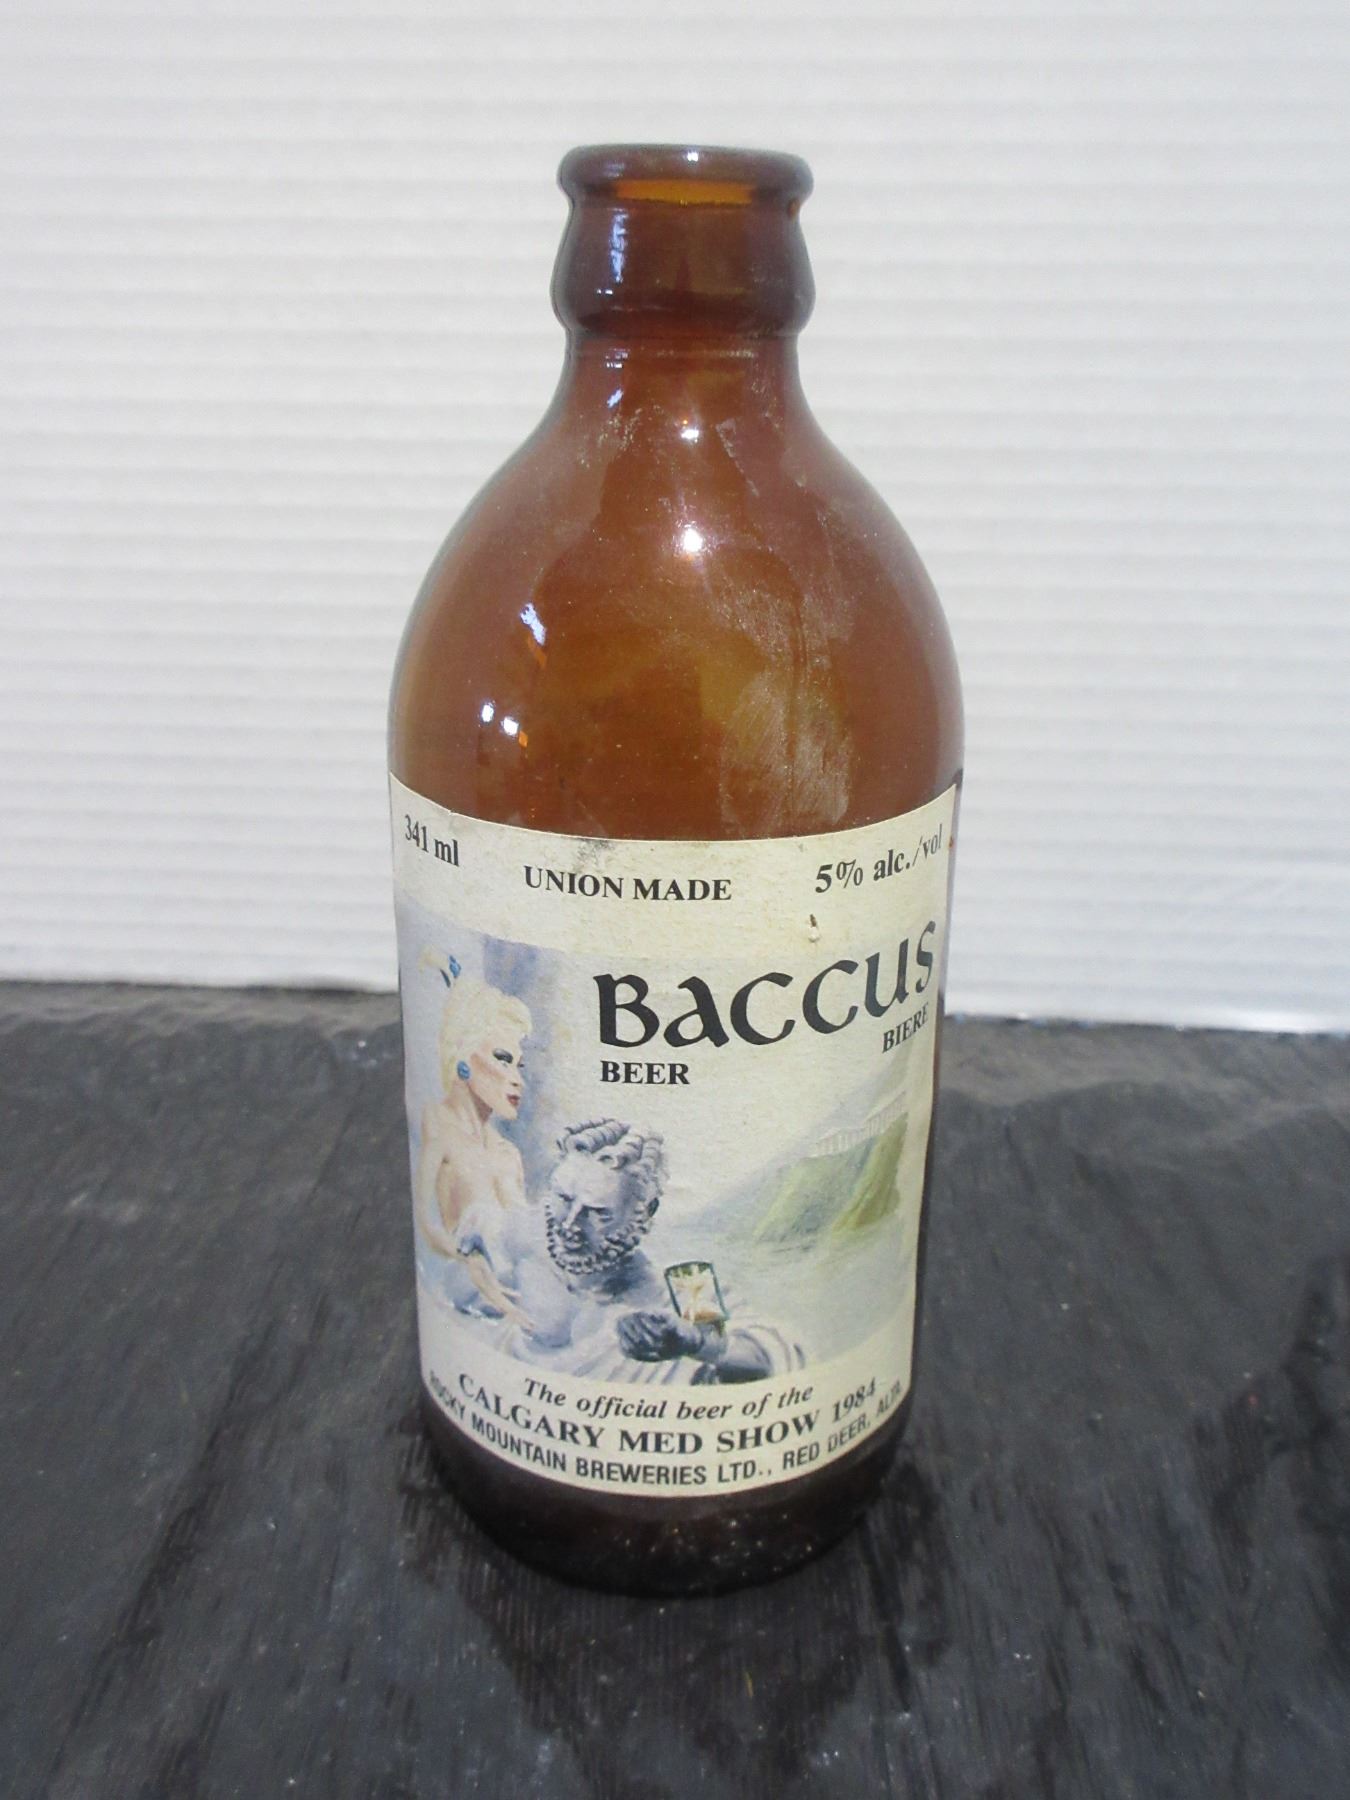 341 ml
UNION MADE
5% alc./vol
BACCUS
BEER
BIERE
The official beer of the
CALGARY MED SHOW 1984
ROCKY MOUNTAIN BREWERIES LTD., RED DEER, ALTA.